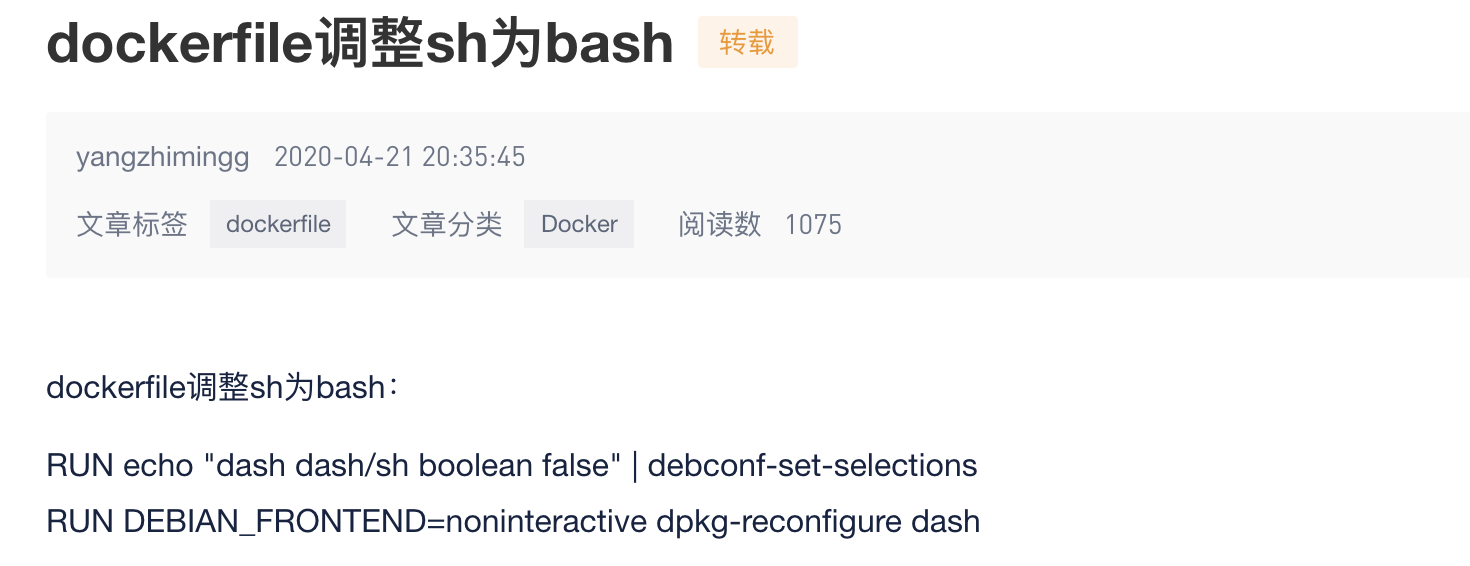 dockerfile调整sh为bash 转载
yangzhimingg 2020-04-21 20:35:45
文章标签 dockerfile 文章分类 Docker 阅读数 1075
dockerfile调整sh为bash：
RUN echo "dash dash/sh boolean false" | debconf-set-selections
RUN DEBIAN_FRONTEND=noninteractive dpkg-reconfigure dash